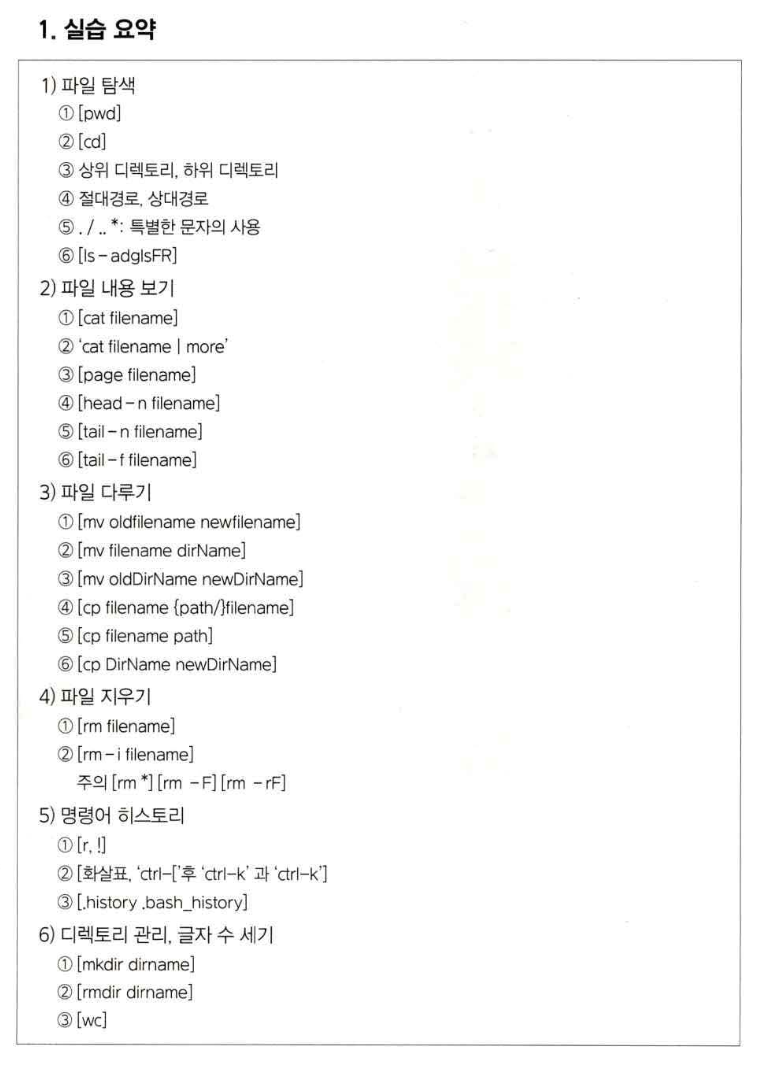 1. 실습 요약
1) 파일 탐색
① [pwd]
② [cd]
③ 상위 디렉토리, 하위 디렉토리
④ 절대경로, 상대경로
⑤ . / .. *: 특별한 문자의 사용
⑥ [ls – adglsFR]
2) 파일 내용 보기
① [cat filename]
② ‘cat filename | more’
③ [page filename]
④ [head – n filename]
⑤ [tail – n filename]
⑥ [tail – f filename]
3) 파일 다루기
① [mv oldfilename newfilename]
② [mv filename dirName]
③ [mv oldDirName newDirName]
④ [cp filename {path/}filename]
⑤ [cp filename path]
⑥ [cp DirName newDirName]
4) 파일 지우기
① [rm filename]
② [rm – i filename]
주의 [rm *] [rm – F] [rm – rF]
5) 명령어 히스토리
① [r, !]
② [화살표, ‘ctrl–[’후 ‘ctrl–k’ 과 ‘ctrl–k’]
③ [.history .bash_history]
6) 디렉토리 관리, 글자 수 세기
① [mkdir dirname]
② [rmdir dirname]
③ [wc]